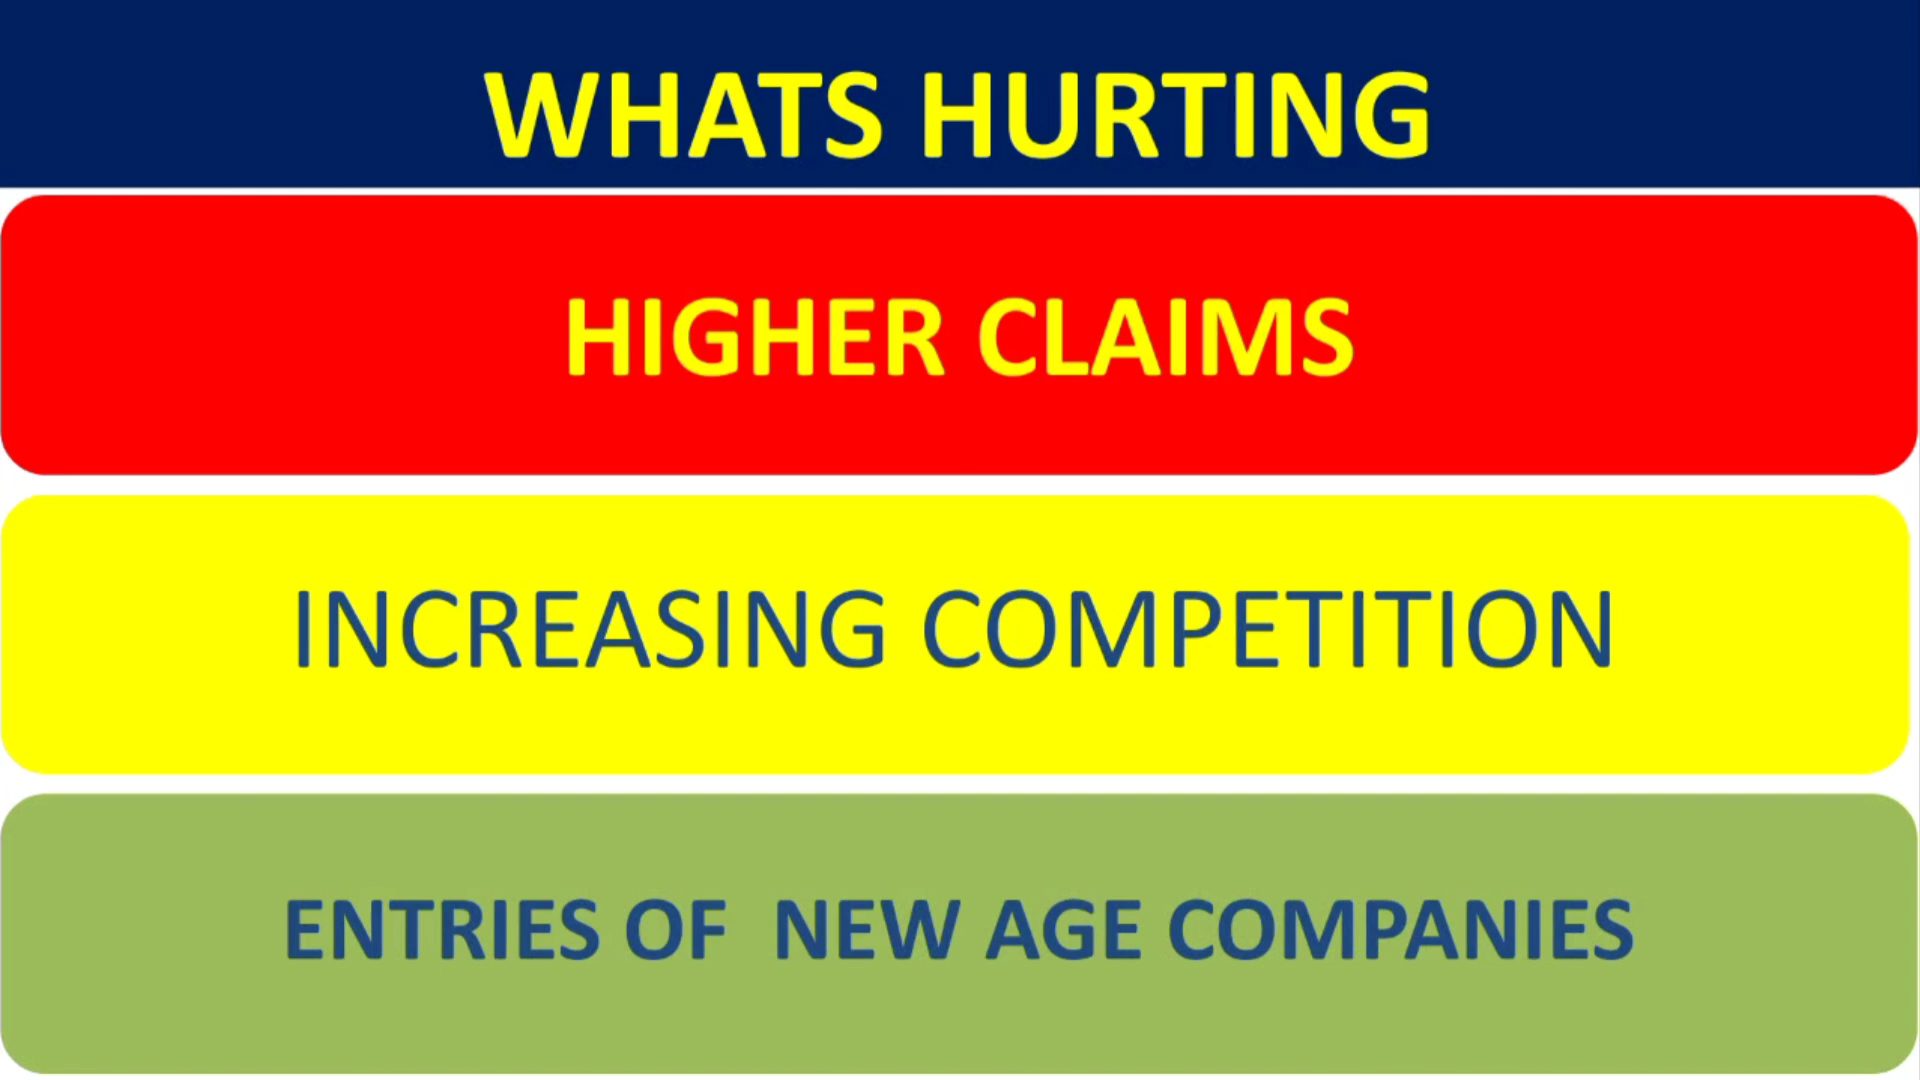 WHATS HURTING
HIGHER CLAIMS
INCREASING COMPETITION
ENTRIES OF  NEW AGE COMPANIES